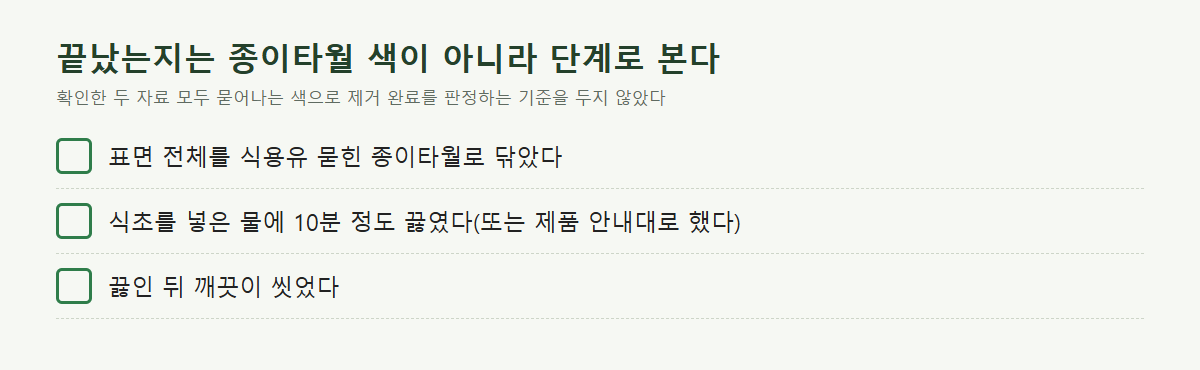 끝났는지는 종이타월 색이 아니라 단계로 본다
확인한 두 자료 모두 묻어나는 색으로 제거 완료를 판정하는 기준을 두지 않았다
표면 전체를 식용유 묻힌 종이타월로 닦았다
식초를 넣은 물에 10분 정도 끓였다(또는 제품 안내대로 했다)
끓인 뒤 깨끗이 씻었다